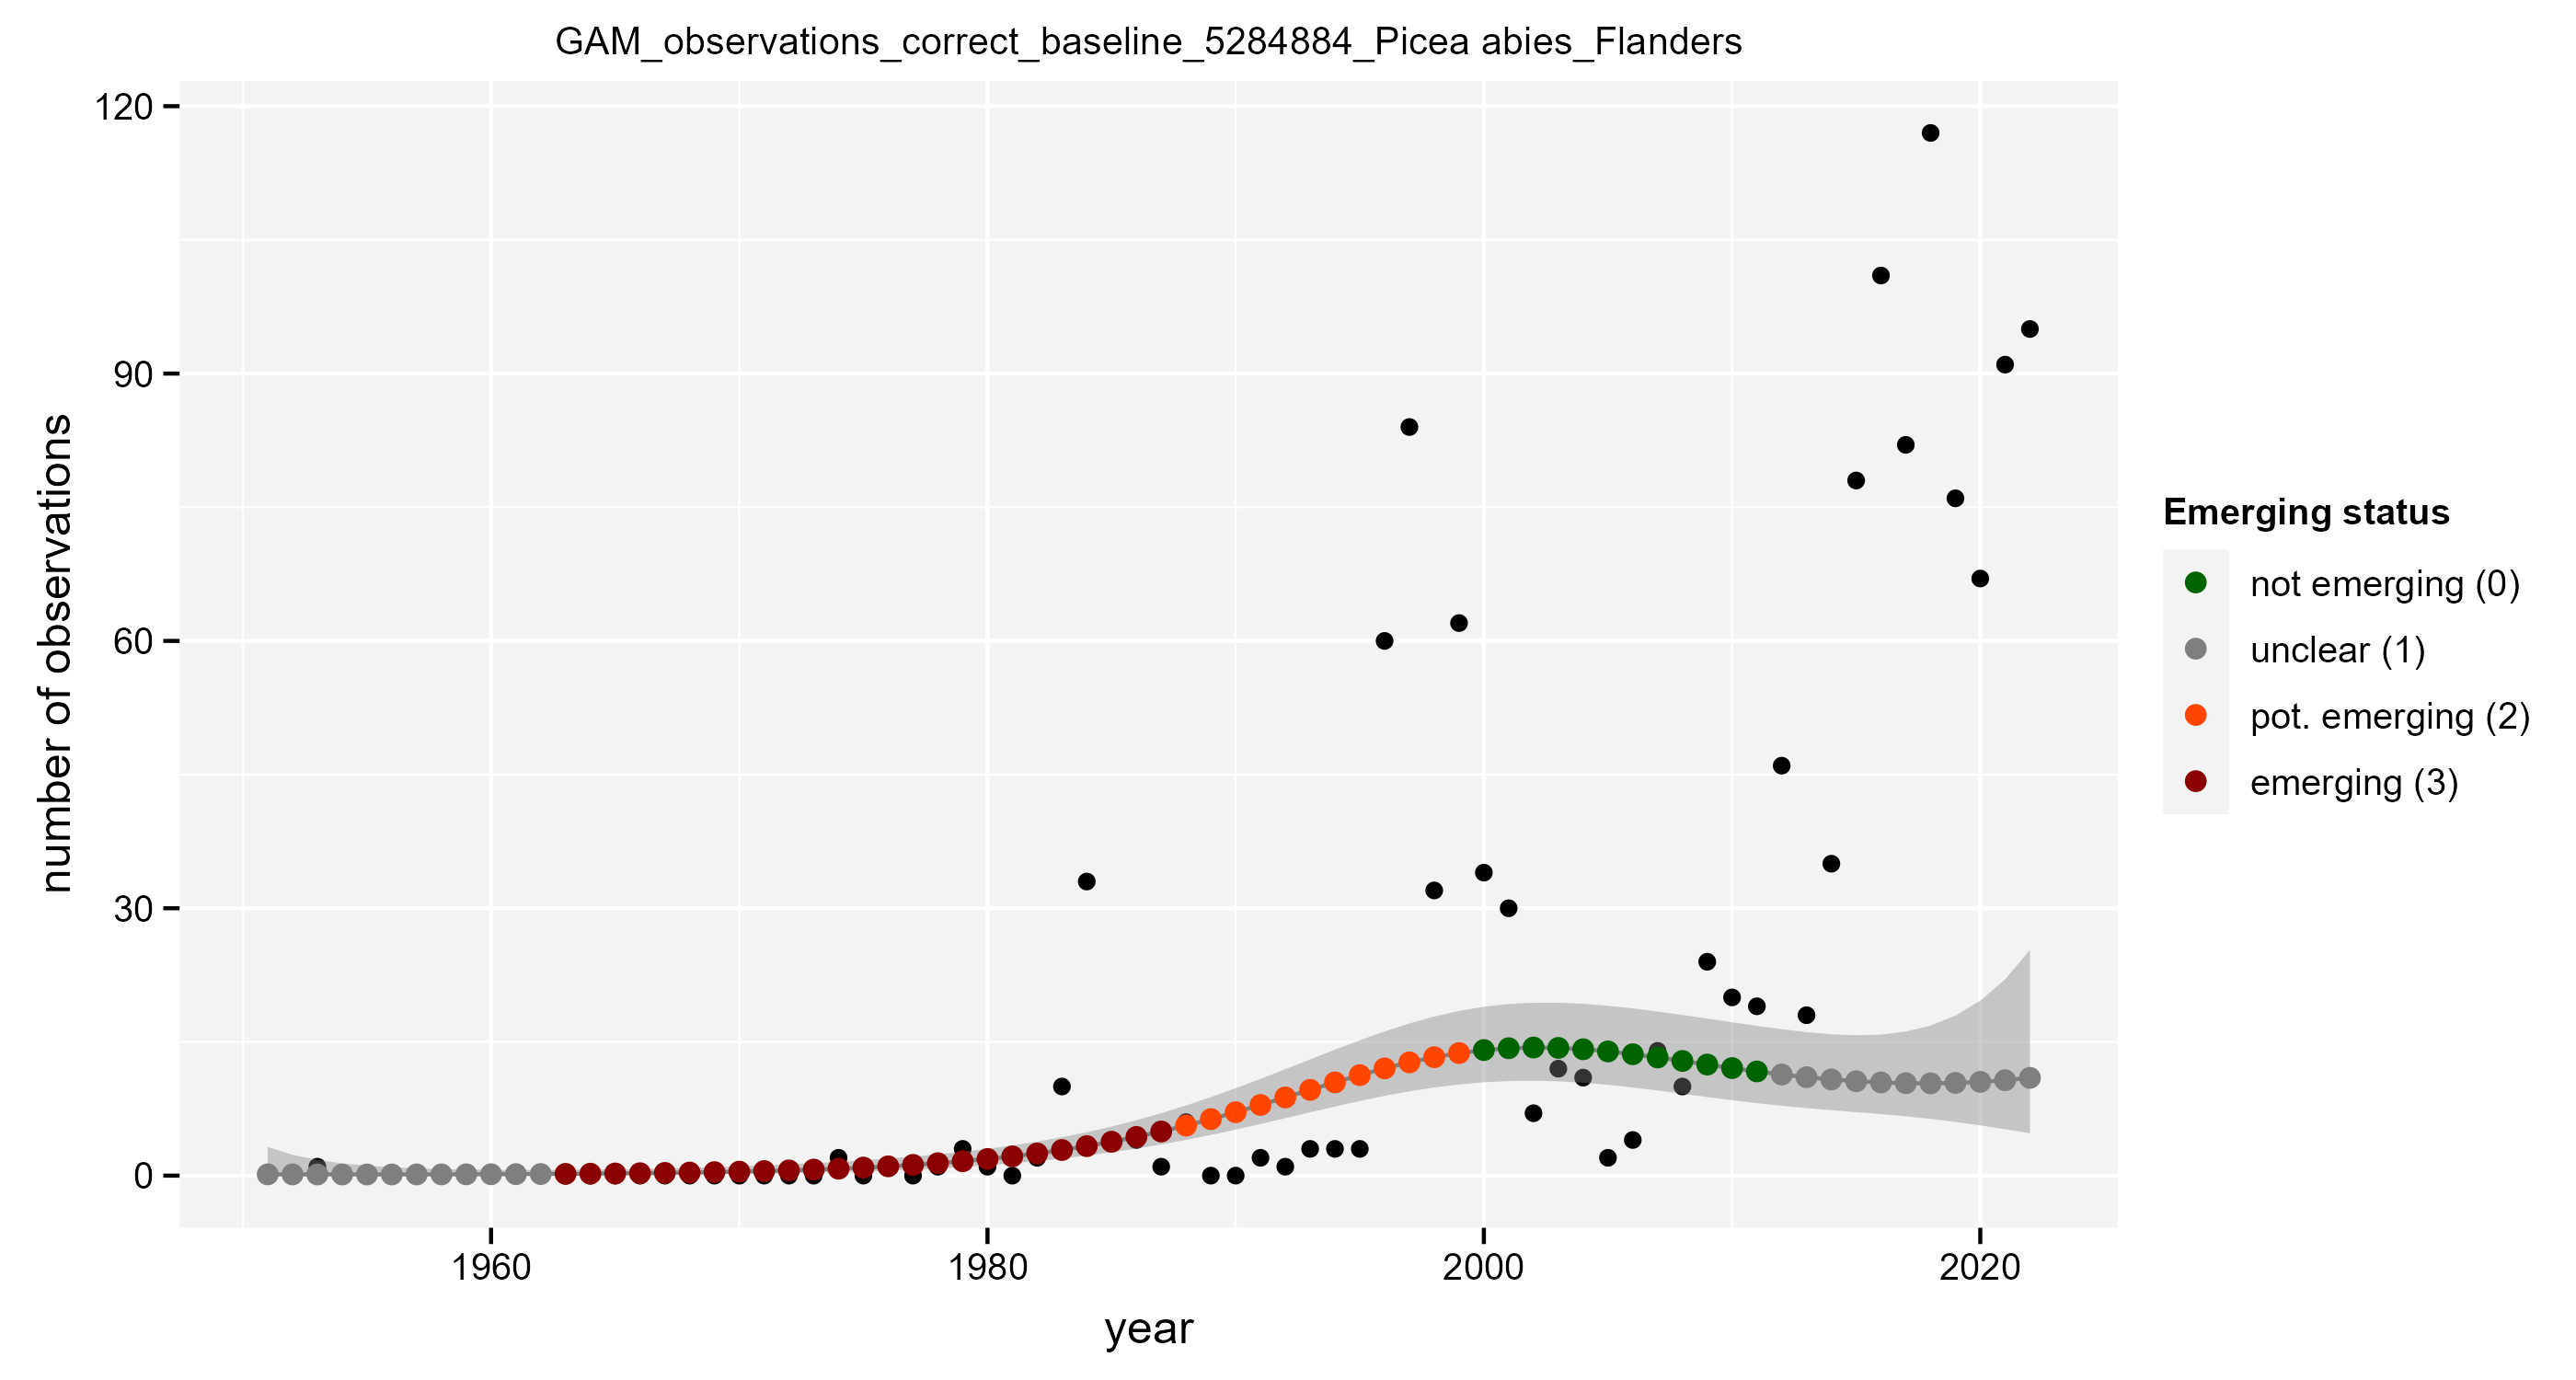 GAM_observations_correct_baseline_5284884_Picea abies_Flanders
120
90
60
30
0
number of observations
1960
1980
2000
2020
year
Emerging status
not emerging (0)
unclear (1)
pot. emerging (2)
emerging (3)